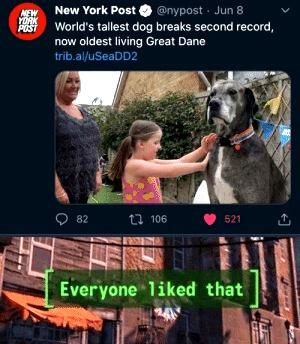 NEW YORK POST
New York Post @nypost · Jun 8
World's tallest dog breaks second record,
now oldest living Great Dane
trib.al/uSeaDD2
82 106 521
[Everyone liked that]